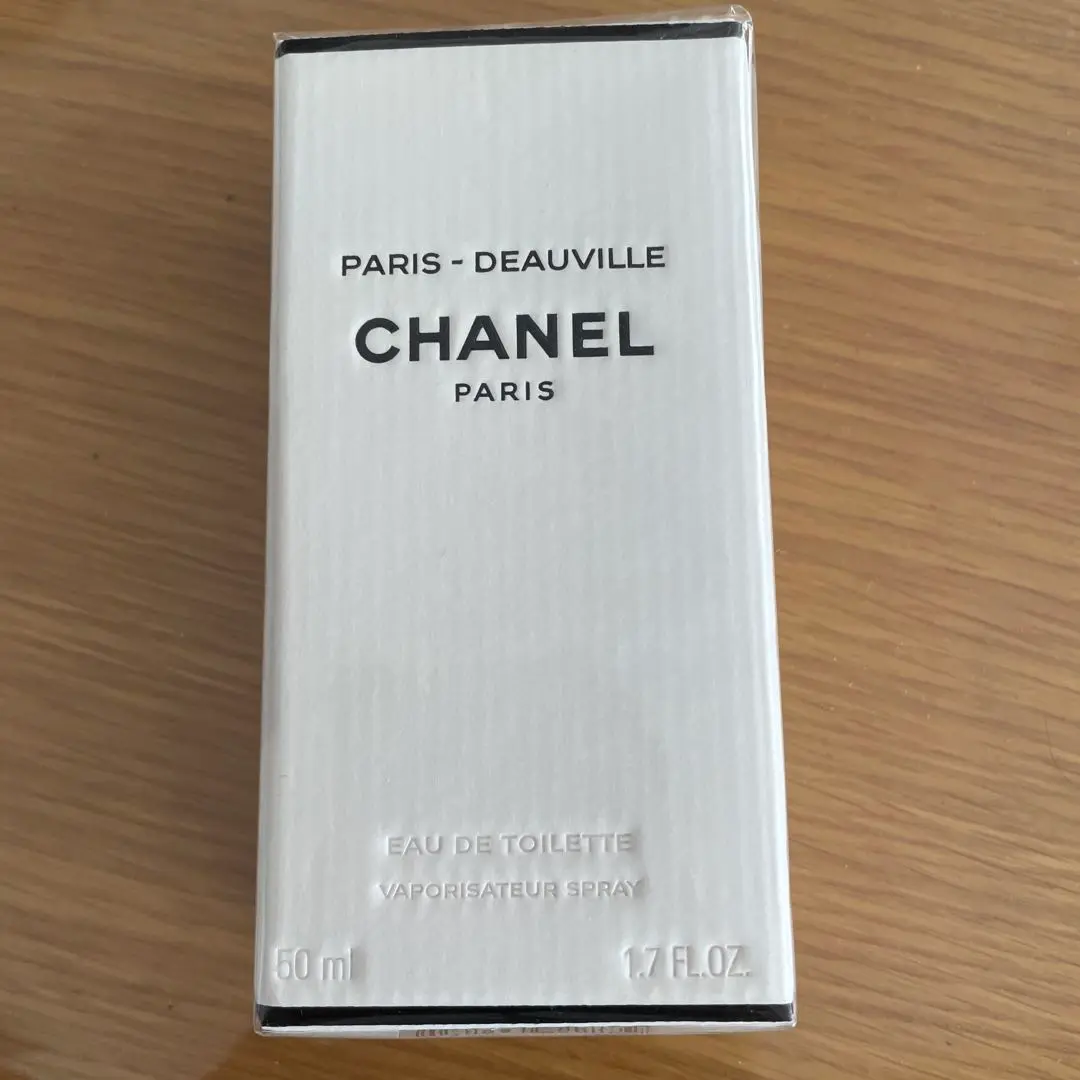 PARIS - DEAUVILLE
CHANEL
PARIS
EAU DE TOILETTE
VAPORISATEUR SPRAY
50 ml 1.7 FL.OZ.